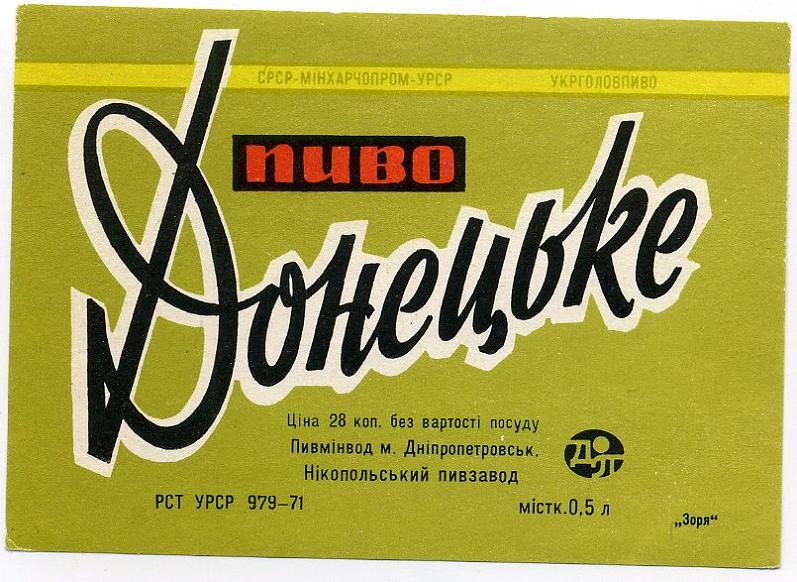 СРСР-МІНХАРЧОПРОМ-УРСР УКРГОЛОВПИВО
пиво
Донецьке
Ціна 28 коп. без вартості посуду
Пивмінвод м. Дніпропетровськ.
Нікопольський пивзавод
РСТ УРСР 979–71 містк.0,5 л
„Зоря“